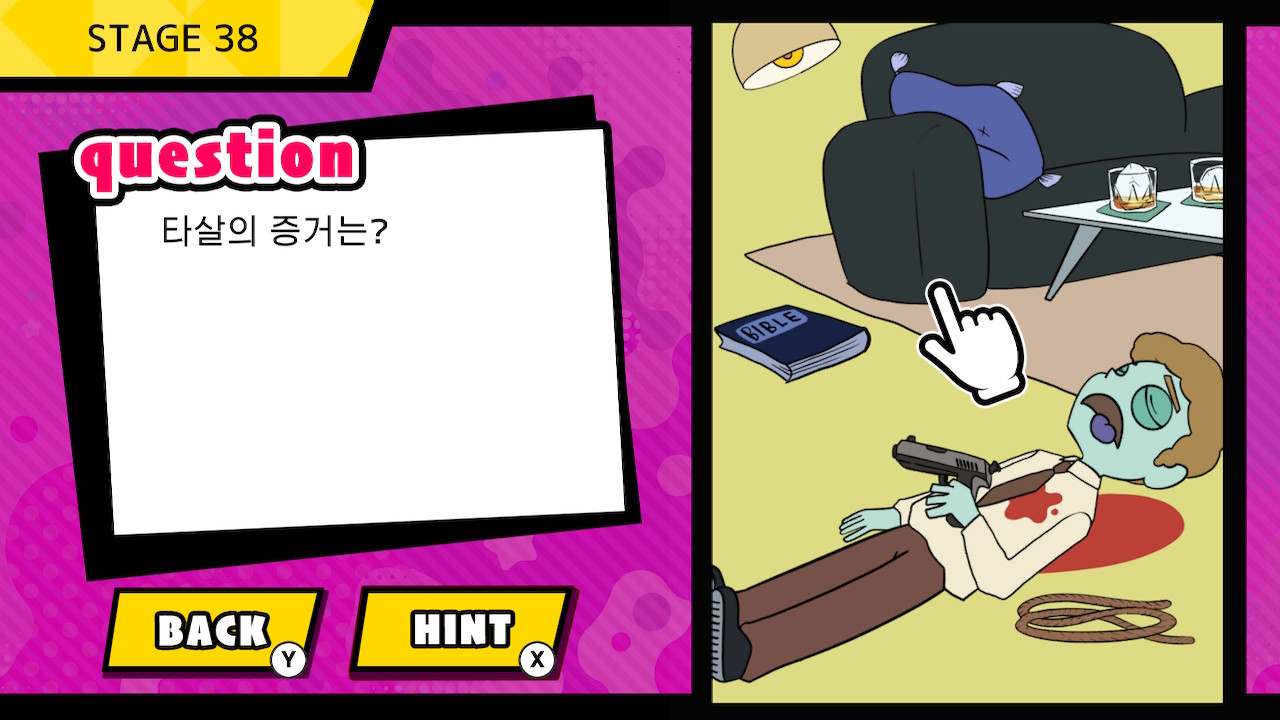 STAGE 38
question
타살의 증거는?
BACK
Y
HINT
X
BIBLE